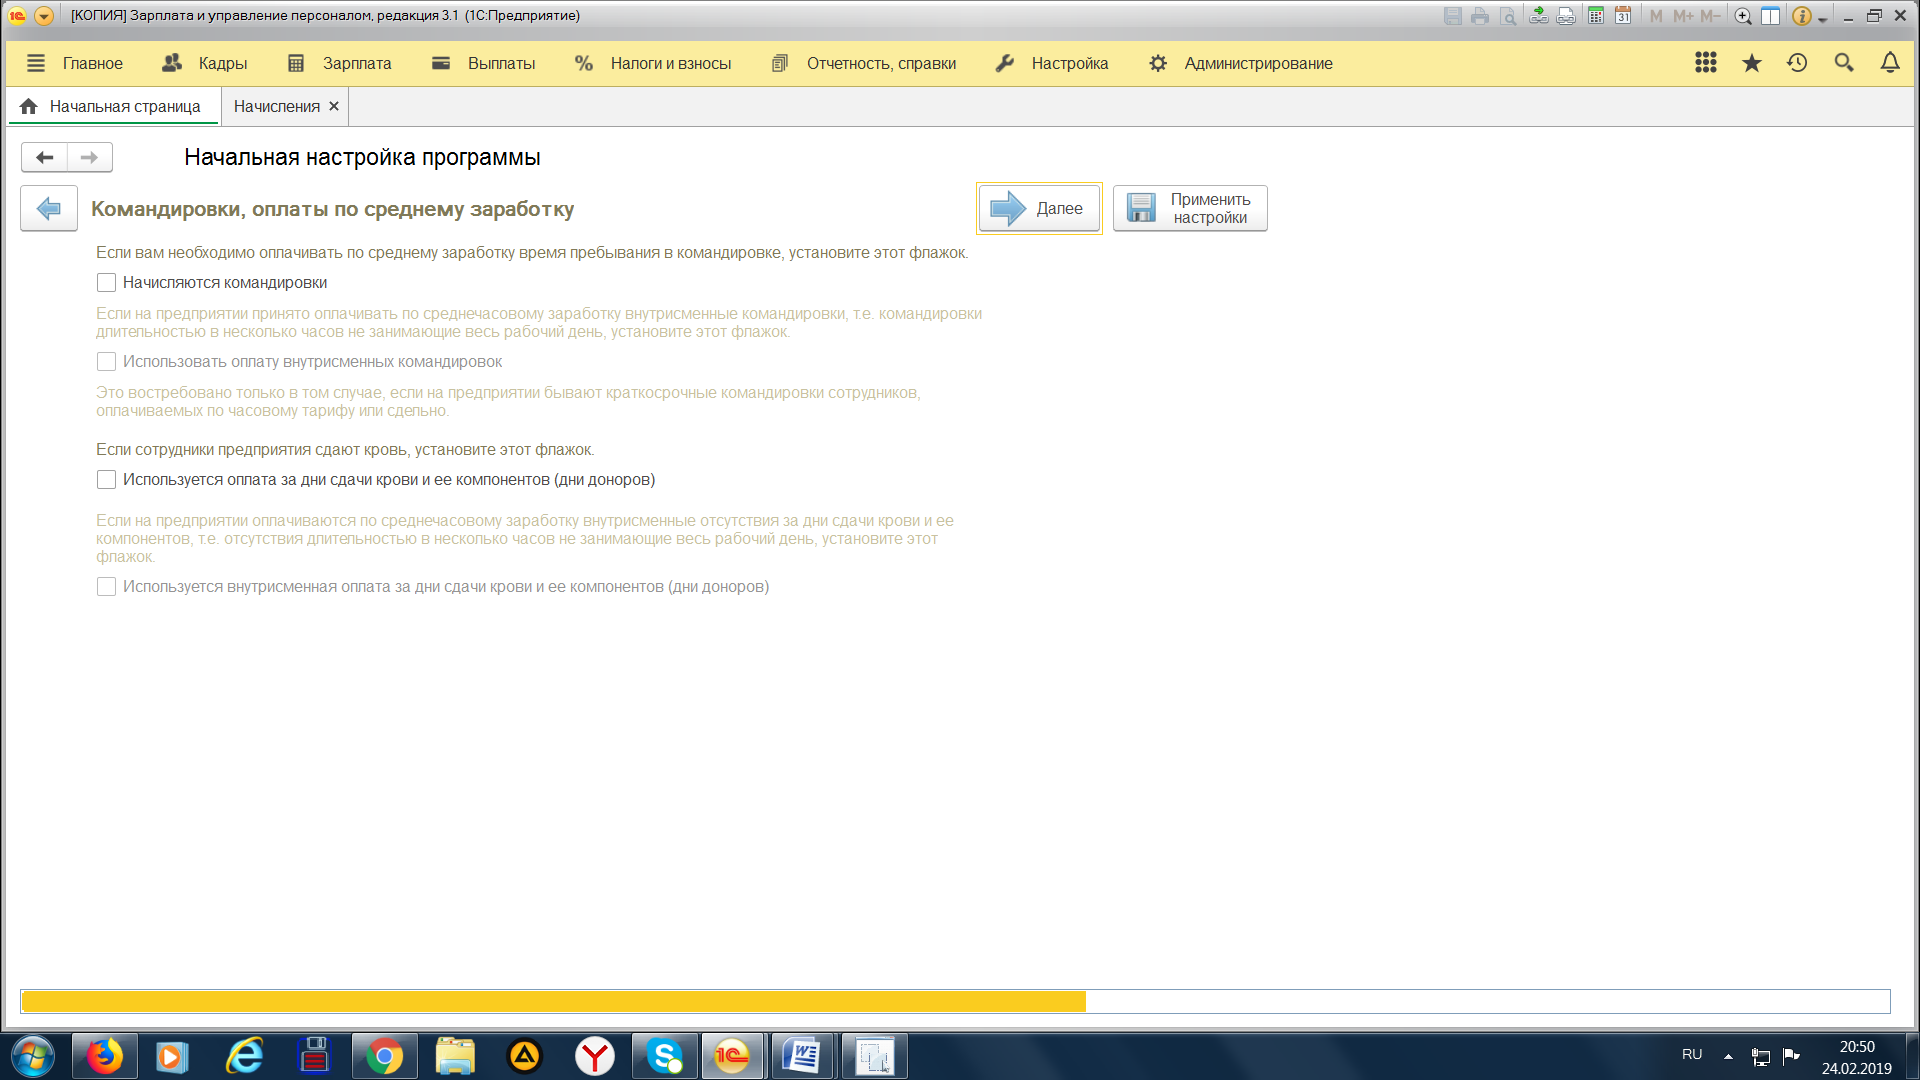 [КОПИЯ] Зарплата и управление персоналом, редакция 3.1 (1С:Предприятие)
31 M M+ M-
Главное Кадры Зарплата Выплаты % Налоги и взносы Отчетность, справки Настройка Администрирование
Начальная страница Начисления
Начальная настройка программы
Командировки, оплаты по среднему заработку
Далее
Применить
настройки
Если вам необходимо оплачивать по среднему заработку время пребывания в командировке, установите этот флажок.
Начисляются командировки
Если на предприятии принято оплачивать по среднечасовому заработку внутрисменные командировки, т.е. командировки
длительностью в несколько часов не занимающие весь рабочий день, установите этот флажок.
Использовать оплату внутрисменных командировок
Это востребовано только в том случае, если на предприятии бывают краткосрочные командировки сотрудников,
оплачиваемых по часовому тарифу или сдельно.
Если сотрудники предприятия сдают кровь, установите этот флажок.
Используется оплата за дни сдачи крови и ее компонентов (дни доноров)
Если на предприятии оплачиваются по среднечасовому заработку внутрисменные отсутствия за дни сдачи крови и ее
компонентов, т.е. отсутствия длительностью в несколько часов не занимающие весь рабочий день, установите этот
флажок.
Используется внутрисменная оплата за дни сдачи крови и ее компонентов (дни доноров)
RU
20:50
24.02.2019